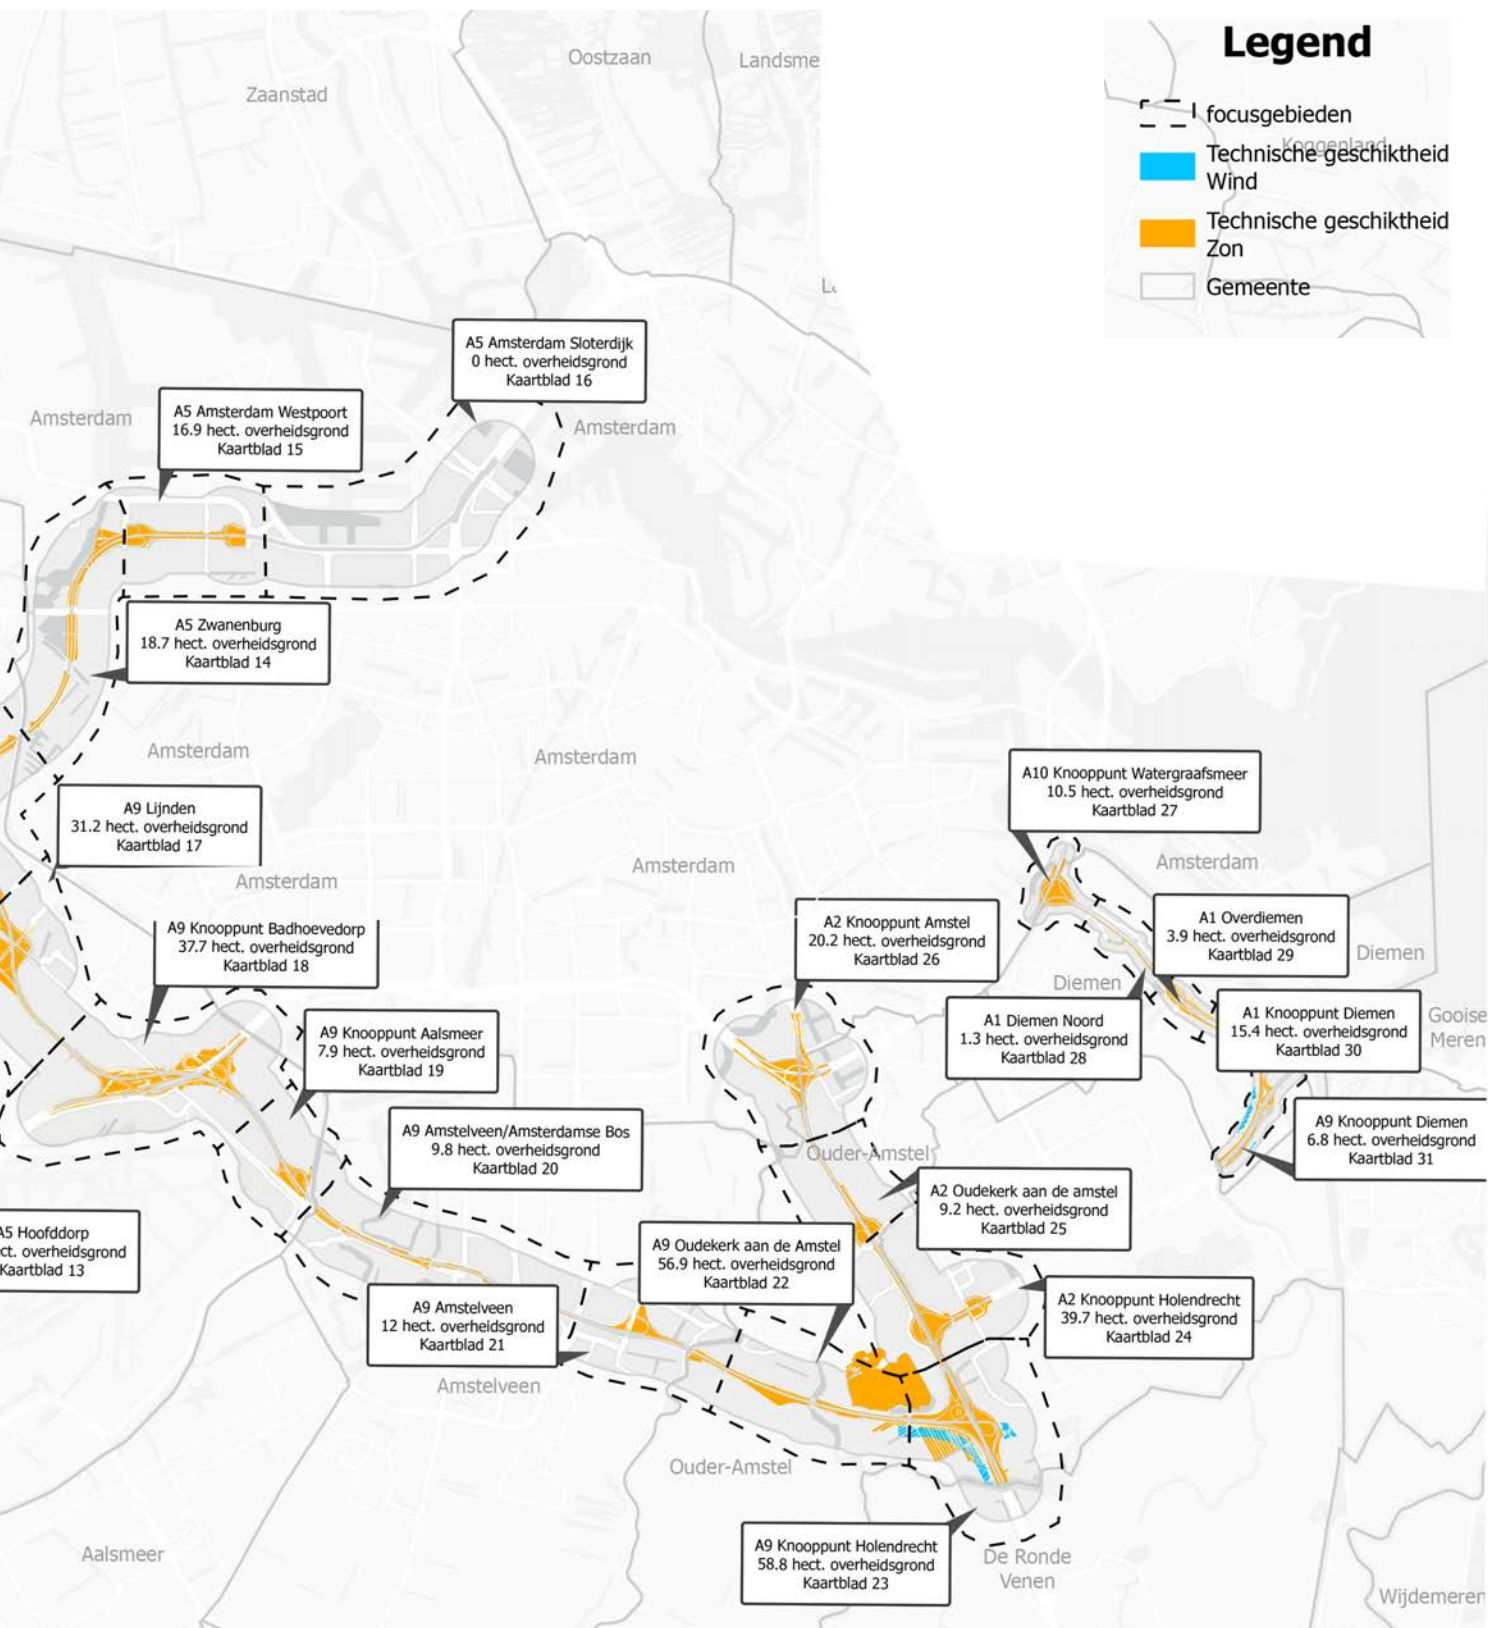 Legend
focusgebieden
Koggenland
Technische geschiktheid
Wind
Technische geschiktheid
Zon
Gemeente
Oostzaan
Landsme
Zaanstad
A5 Amsterdam Sloterdijk
0 hect. overheidsgrond
Kaartblad 16
Amsterdam
A5 Amsterdam Westpoort
16.9 hect. overheidsgrond
Kaartblad 15
Amsterdam
A5 Zwanenburg
18.7 hect. overheidsgrond
Kaartblad 14
Amsterdam
Amsterdam
A10 Knooppunt Watergraafsmeer
10.5 hect. overheidsgrond
Kaartblad 27
A9 Lijnden
31.2 hect. overheidsgrond
Kaartblad 17
Amsterdam
Amsterdam
Amsterdam
A9 Knooppunt Badhoevedorp
37.7 hect. overheidsgrond
Kaartblad 18
A2 Knooppunt Amstel
20.2 hect. overheidsgrond
Kaartblad 26
A1 Overdiemen
3.9 hect. overheidsgrond
Kaartblad 29
Diemen
Diemen
A9 Knooppunt Aalsmeer
7.9 hect. overheidsgrond
Kaartblad 19
A1 Diemen Noord
1.3 hect. overheidsgrond
Kaartblad 28
A1 Knooppunt Diemen
15.4 hect. overheidsgrond
Kaartblad 30
Gooise
Meren
A9 Amstelveen/Amsterdamse Bos
9.8 hect. overheidsgrond
Kaartblad 20
A9 Knooppunt Diemen
6.8 hect. overheidsgrond
Kaartblad 31
Ouder-Amstel
A2 Oudekerk aan de amstel
9.2 hect. overheidsgrond
Kaartblad 25
A5 Hoofddorp
ct. overheidsgrond
Kaartblad 13
A9 Oudekerk aan de Amstel
56.9 hect. overheidsgrond
Kaartblad 22
A9 Amstelveen
12 hect. overheidsgrond
Kaartblad 21
A2 Knooppunt Holendrecht
39.7 hect. overheidsgrond
Kaartblad 24
Amstelveen
Ouder-Amstel
A9 Knooppunt Holendrecht
58.8 hect. overheidsgrond
Kaartblad 23
Aalsmeer
De Ronde
Venen
Wijdemeren